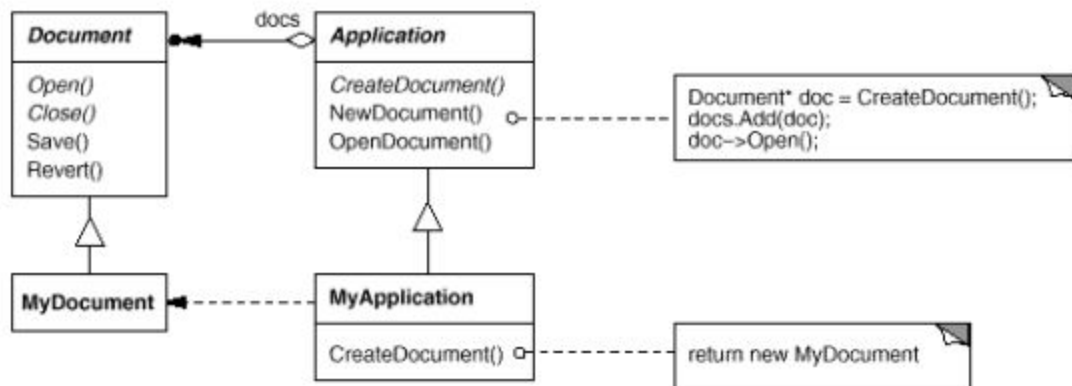 docs
Document
Open()
Close()
Save()
Revert()
Application
CreateDocument()
NewDocument()
OpenDocument()
Document* doc = CreateDocument();
docs.Add(doc);
doc->Open();
MyDocument
MyApplication
CreateDocument()
return new MyDocument